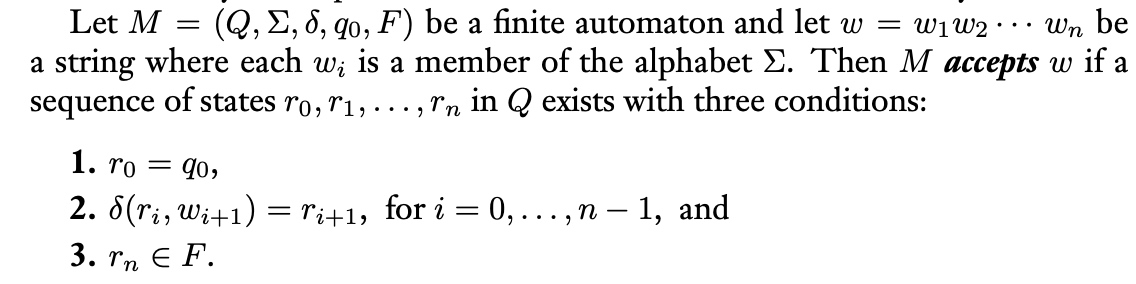 Let M = (Q, Σ, δ, q₀, F) be a finite automaton and let w = w₁w₂ ⋯ wₙ be
a string where each wᵢ is a member of the alphabet Σ. Then M accepts w if a
sequence of states r₀, r₁, . . . , rₙ in Q exists with three conditions:
1. r₀ = q₀,
2. δ(rᵢ, wᵢ₊₁) = rᵢ₊₁, for i = 0, . . . , n − 1, and
3. rₙ ∈ F.